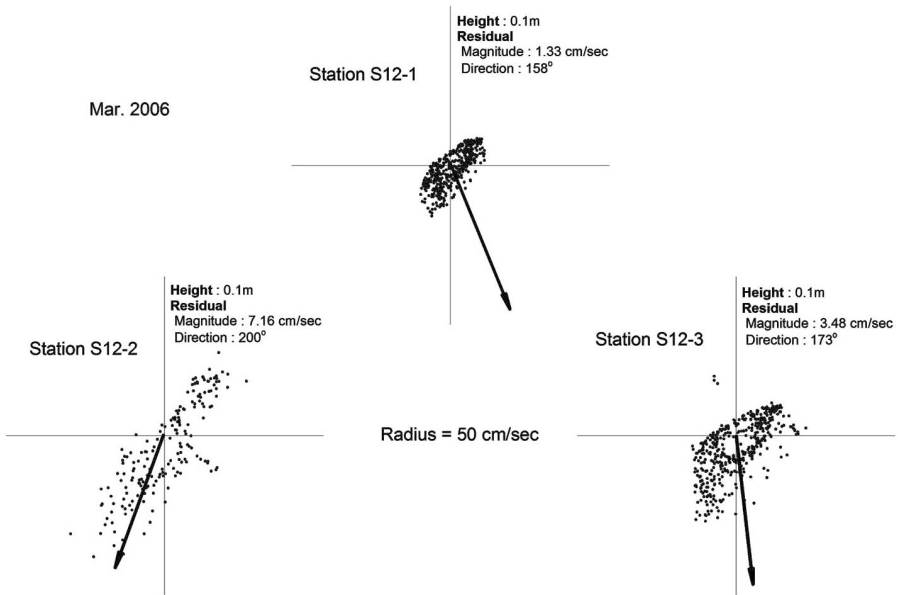 Height : 0.1m
Residual
Magnitude : 1.33 cm/sec
Direction : 158°
Station S12-1
Mar. 2006
Height : 0.1m
Residual
Magnitude : 7.16 cm/sec
Direction : 200°
Station S12-2
Height : 0.1m
Residual
Magnitude : 3.48 cm/sec
Direction : 173°
Station S12-3
Radius = 50 cm/sec